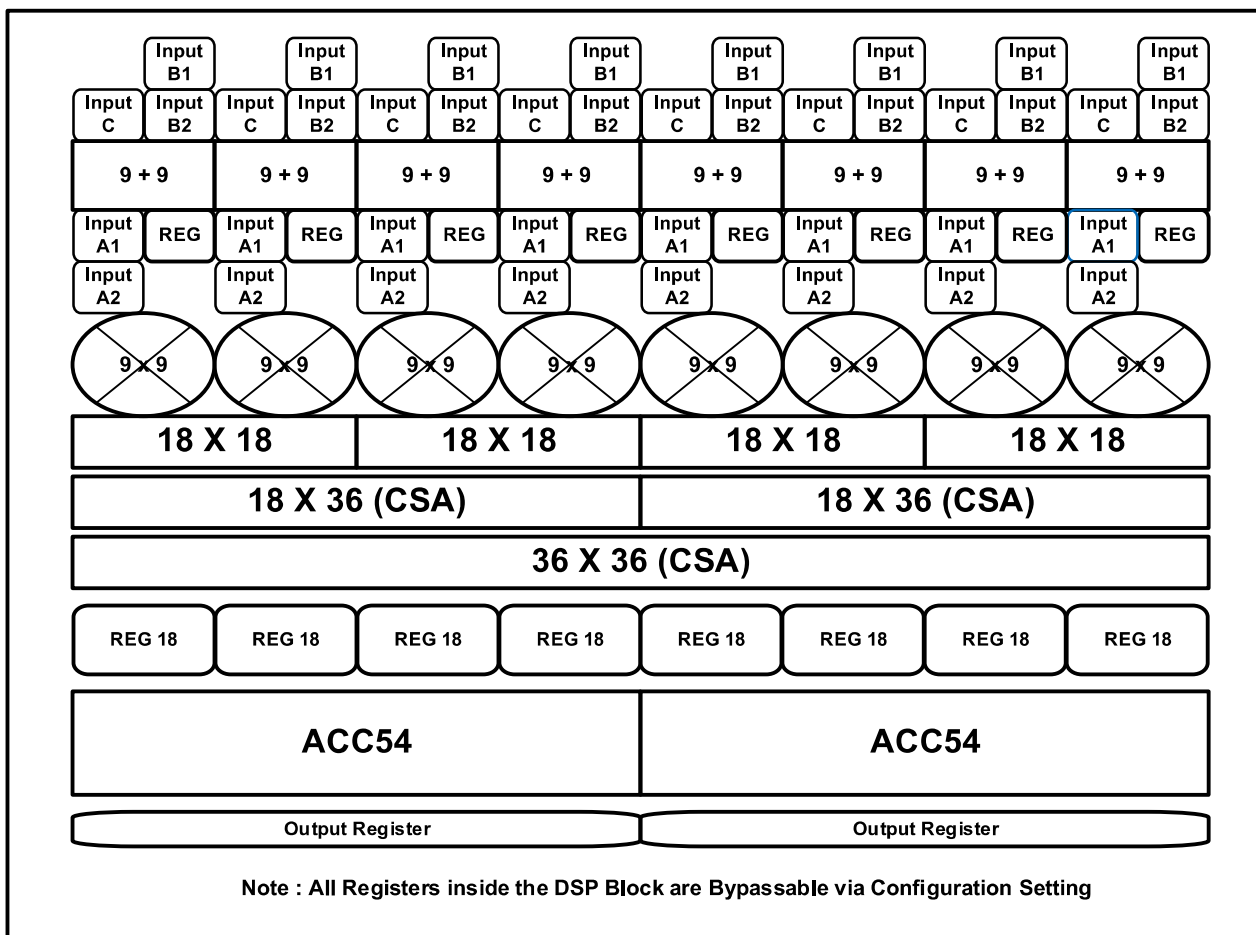 Input B1 Input B1 Input B1 Input B1 Input B1 Input B1 Input B1 Input B1
Input C Input B2 Input C Input B2 Input C Input B2 Input C Input B2 Input C Input B2 Input C Input B2 Input C Input B2 Input C Input B2
9 + 9 9 + 9 9 + 9 9 + 9 9 + 9 9 + 9 9 + 9 9 + 9
Input A1 REG Input A1 REG Input A1 REG Input A1 REG Input A1 REG Input A1 REG Input A1 REG Input A1 REG
Input A2 Input A2 Input A2 Input A2 Input A2 Input A2 Input A2 Input A2
9 x 9 9 x 9 9 x 9 9 x 9 9 x 9 9 x 9 9 x 9 9 x 9
18 X 18 18 X 18 18 X 18 18 X 18
18 X 36 (CSA) 18 X 36 (CSA)
36 X 36 (CSA)
REG 18 REG 18 REG 18 REG 18 REG 18 REG 18 REG 18 REG 18
ACC54 ACC54
Output Register Output Register
Note : All Registers inside the DSP Block are Bypassable via Configuration Setting